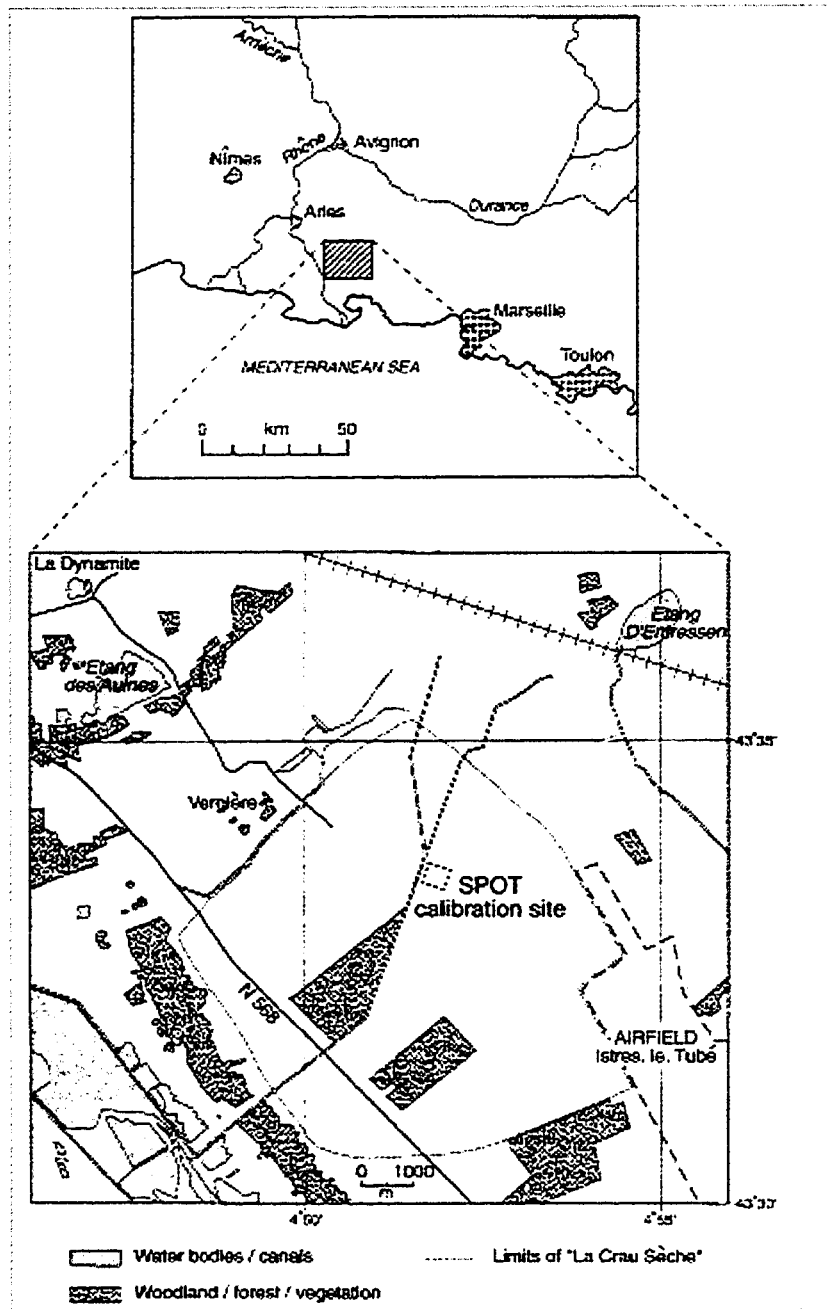 Ardèche
Rhône
Avignon
Nîmes
Durance
Arles
Marseille
Toulon
MEDITERRANEAN SEA
0 km 50
La Dynamite
Etang
D'Entressen
Etang
des Aulnes
43°35'
Vergière
SPOT
calibration site
N 568
AIRFIELD
Istres. le. Tubé
0 1000
m
43°30'
4°50' 4°55'
Water bodies / canals
Limits of "La Crau Sèche"
Woodland / forest / vegetation